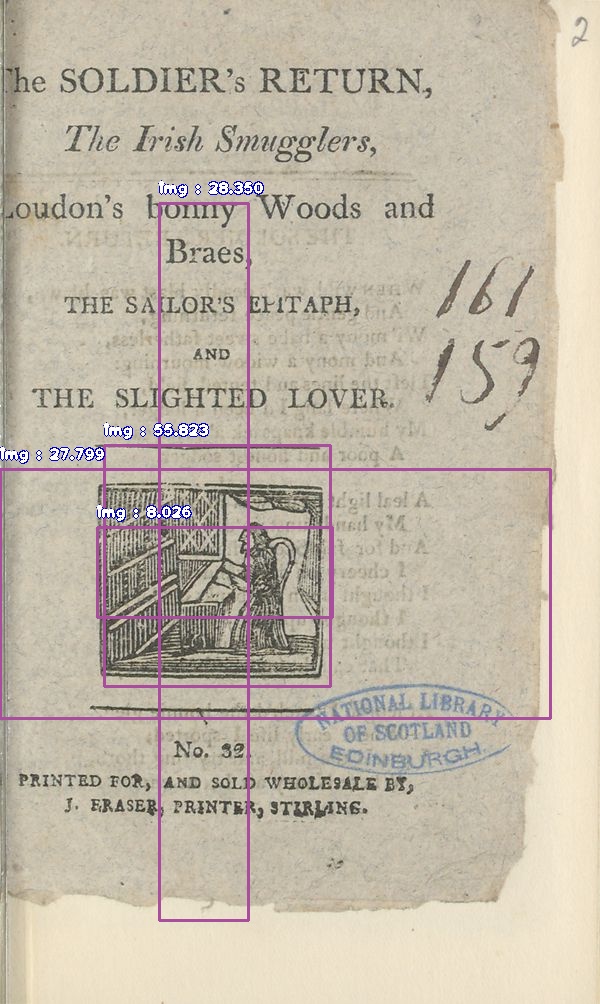 2
The SOLDIER's RETURN,
The Irish Smugglers,
Loudon's bonny Woods and
Braes,
THE SAILOR'S EPITAPH,
AND
THE SLIGHTED LOVER.
161
159
img : 28.350
img : 55.823
img : 27.799
img : 8.026
No. 32.
NATIONAL LIBRARY
OF SCOTLAND
EDINBURGH.
PRINTED FOR, AND SOLD WHOLESALE BY,
J. FRASER, PRINTER, STIRLING.